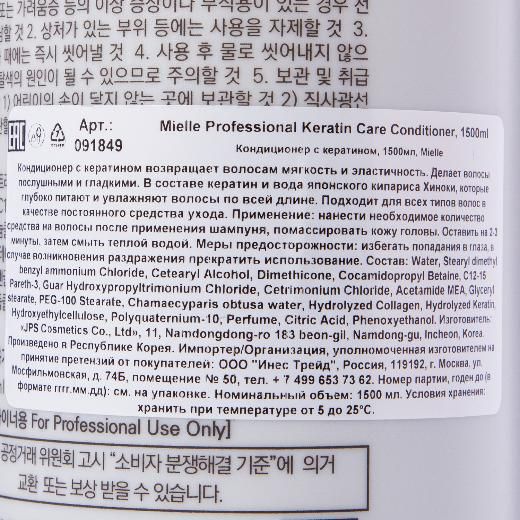 또는 가려움증 등의 이상 증상이나 부작용이 있는 경우 전
할 것 2. 상처가 있는 부위 등에는 사용을 자제할 것 3.
때에는 즉시 씻어낼 것 4. 사용 후 물로 씻어내지 않으
탈색의 원인이 될 수 있으므로 주의할 것 5. 보관 및 취급
1) 어린이의 손이 닿지 않는 곳에 보관할 것 2) 직사광선
EAC
Арт.:
091849
Mielle Professional Keratin Care Conditioner, 1500ml
Кондиционер с кератином, 1500мл, Mielle
Кондиционер с кератином возвращает волосам мягкость и эластичность. Делает волосы
послушными и гладкими. В составе кератин и вода японского кипариса Хиноки, которые
глубоко питают и увлажняют волосы по всей длине. Подходит для всех типов волос в
качестве постоянного средства ухода. Применение: нанести необходимое количество
средства на волосы после применения шампуня, помассировать кожу головы. Оставить на 2-3
минуты, затем смыть теплой водой. Меры предосторожности: избегать попадания в глаза, в
случае возникновения раздражения прекратить использование. Состав: Water, Stearyl dimethyl
benzyl ammonium Chloride, Cetearyl Alcohol, Dimethicone, Cocamidopropyl Betaine, C12-15
Pareth-3, Guar Hydroxypropyltrimonium Chloride, Cetrimonium Chloride, Acetamide MEA, Glyceryl
stearate, PEG-100 Stearate, Chamaecyparis obtusa water, Hydrolyzed Collagen, Hydrolyzed Keratin,
Hydroxyethylcellulose, Polyquaternium-10, Perfume, Citric Acid, Phenoxyethanol. Изготовитель:
«JPS Cosmetics Co., Ltd», 11, Namdongdong-ro 183 beon-gil, Namdong-gu, Incheon, Korea.
Произведено в Республике Корея. Импортер/Организация, уполномоченная изготовителем на
принятие претензий от покупателей: ООО "Инес Трейд", Россия, 119192, г. Москва, ул.
Мосфильмовская, д. 74Б, помещение № 50, тел. + 7 499 653 73 62. Номер партии, годен до (в
формате гггг.мм.дд): см. на упаковке. Номинальный объем: 1500 мл. Условия хранения:
хранить при температуре от 5 до 25°C.
이너용 For Professional Use Only]
공정거래 위원회 고시 "소비자 분쟁해결 기준"에 의거
교환 또는 보상 받을 수 있습니다.